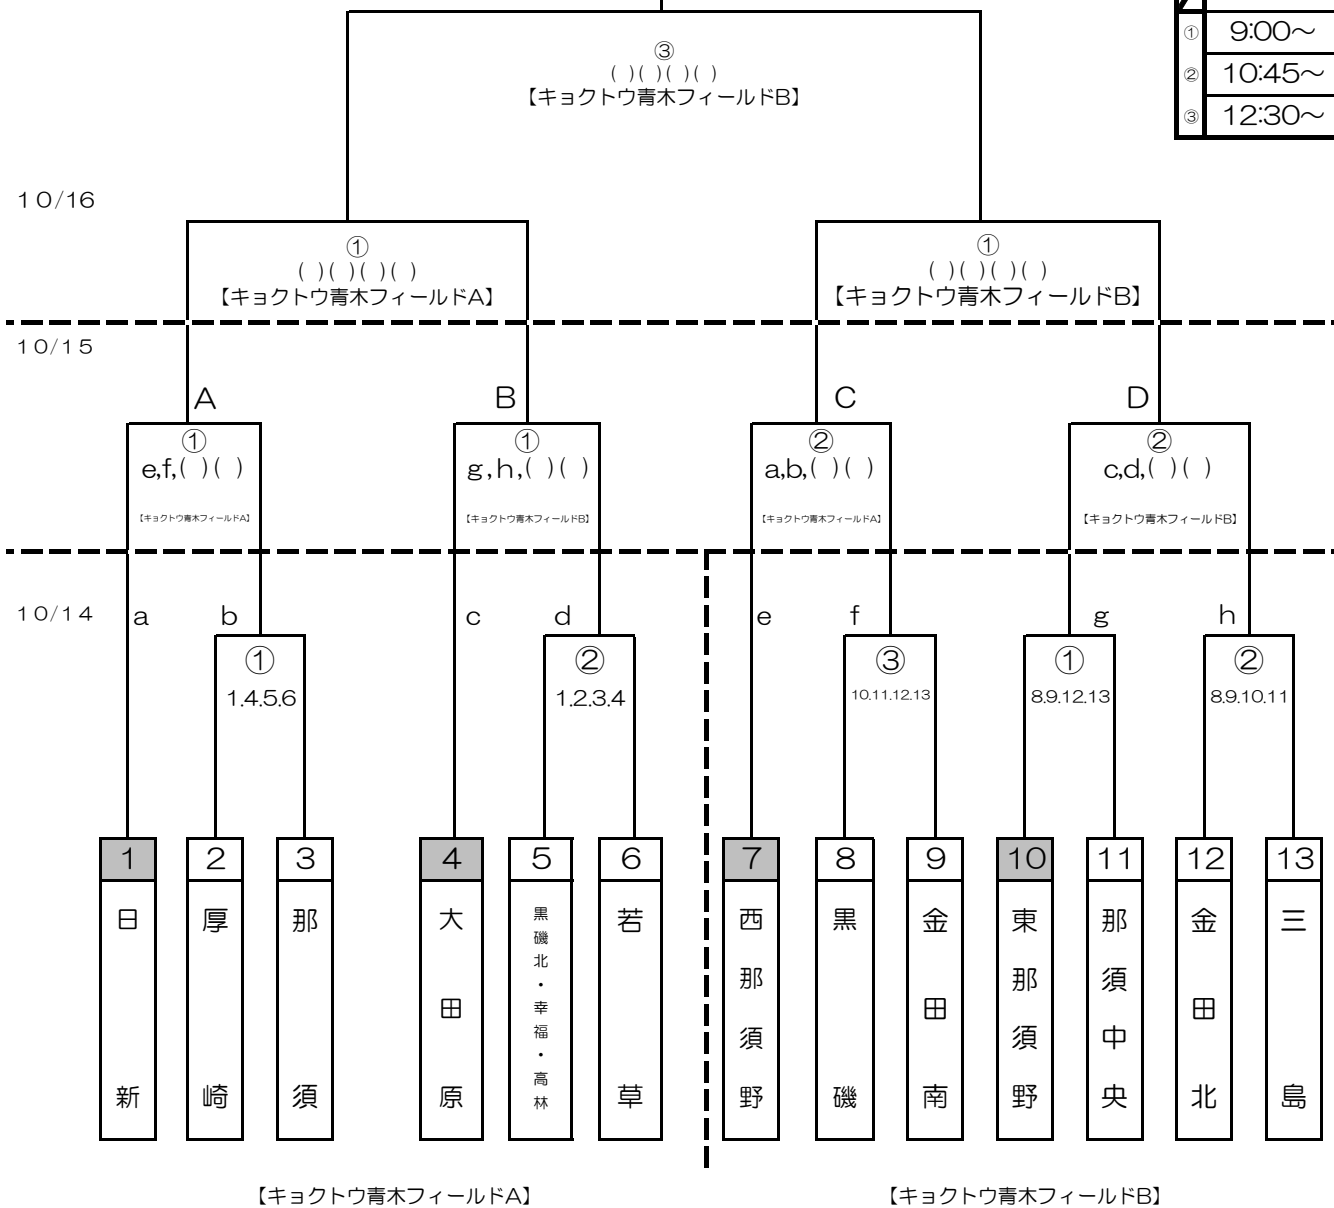 ① 9:00～
② 10:45～
③ 12:30～
③
( )( )( )( )
【キョクトウ青木フィールドB】
10/16
①
( )( )( )( )
【キョクトウ青木フィールドA】
①
( )( )( )( )
【キョクトウ青木フィールドB】
10/15
A
B
C
D
①
e,f,( )( )
【キョクトウ青木フィールドA】
①
g,h,( )( )
【キョクトウ青木フィールドB】
②
a,b,( )( )
【キョクトウ青木フィールドA】
②
c,d,( )( )
【キョクトウ青木フィールドB】
10/14
a
b
c
d
e
f
g
h
①
1.4.5.6
②
1.2.3.4
③
10.11.12.13
①
8.9.12.13
②
8.9.10.11
1
日新
2
厚崎
3
那須
4
大田原
5
黒磯北・幸福・高林
6
若草
7
西那須野
8
黒磯
9
金田南
10
東那須野
11
那須中央
12
金田北
13
三島
【キョクトウ青木フィールドA】
【キョクトウ青木フィールドB】